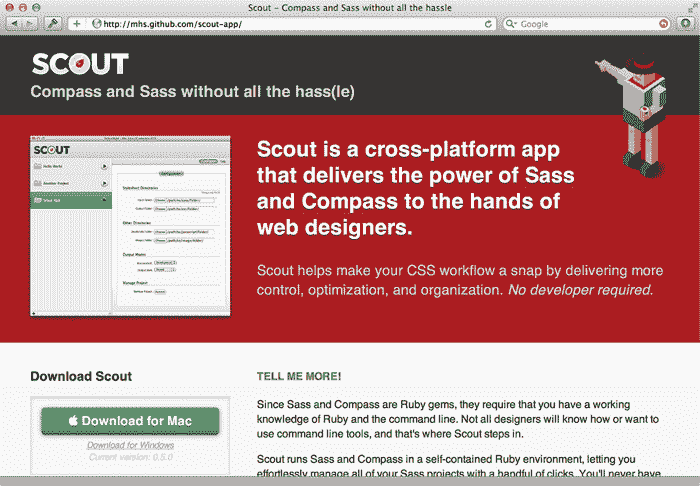 Scout – Compass and Sass without all the hassle
http://mhs.github.com/scout-app/
Google
SCOUT
Compass and Sass without all the hass(le)
SCOUT
Scout is a cross-platform app
that delivers the power of Sass
and Compass to the hands of
web designers.
Scout helps make your CSS workflow a snap by delivering more
control, optimization, and organization. No developer required.
Download Scout
Download for Mac
Download for Windows
Current version: 0.5.0
TELL ME MORE!
Since Sass and Compass are Ruby gems, they require that you have a working
knowledge of Ruby and the command line. Not all designers will know how or want to
use command line tools, and that's where Scout steps in.
Scout runs Sass and Compass in a self-contained Ruby environment, letting you
effortlessly manage all of your Sass projects with a handful of clicks. You'll never have